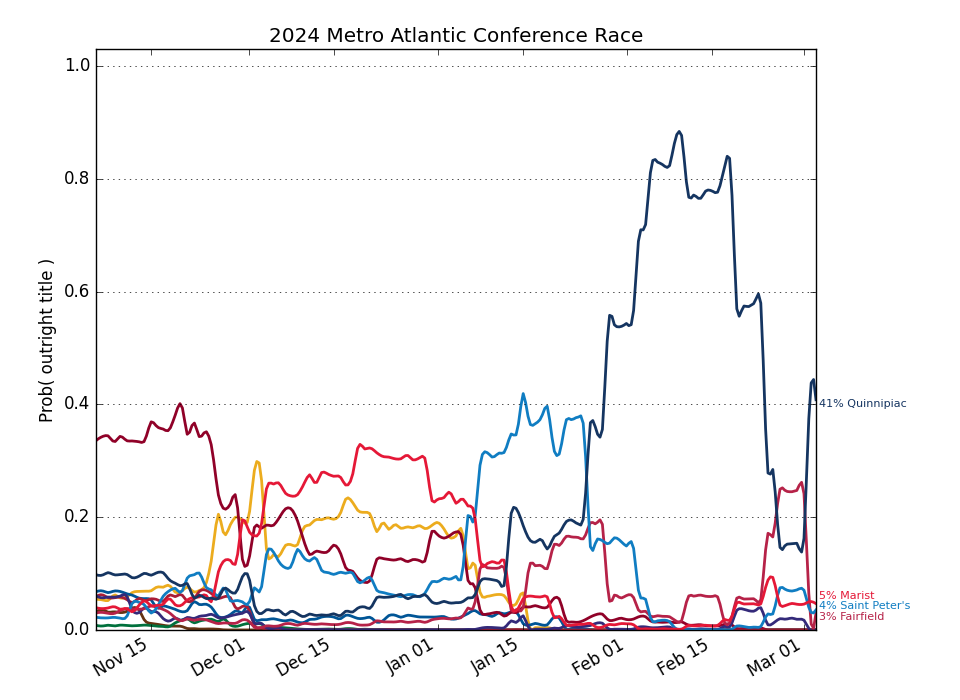 2024 Metro Atlantic Conference Race
Prob( outright title )
1.0
0.8
0.6
0.4
0.2
0.0
41% Quinnipiac
5% Marist
4% Saint Peter's
3% Fairfield
Nov 15
Dec 01
Dec 15
Jan 01
Jan 15
Feb 01
Feb 15
Mar 01